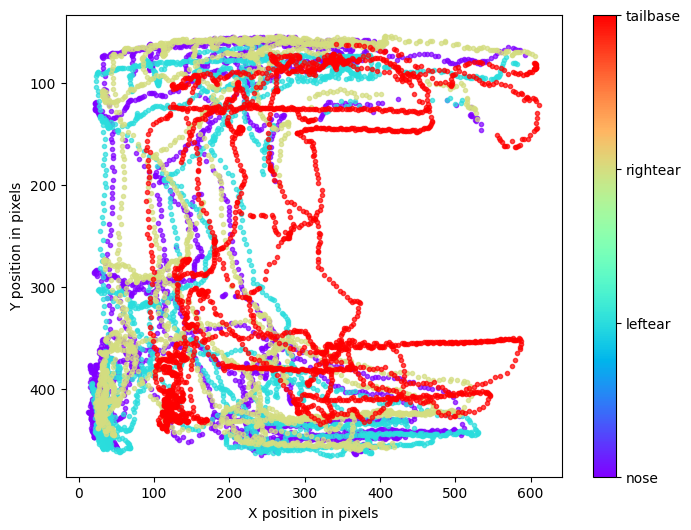 100
200
300
400
Y position in pixels
0 100 200 300 400 500 600
X position in pixels
tailbase
rightear
leftear
nose